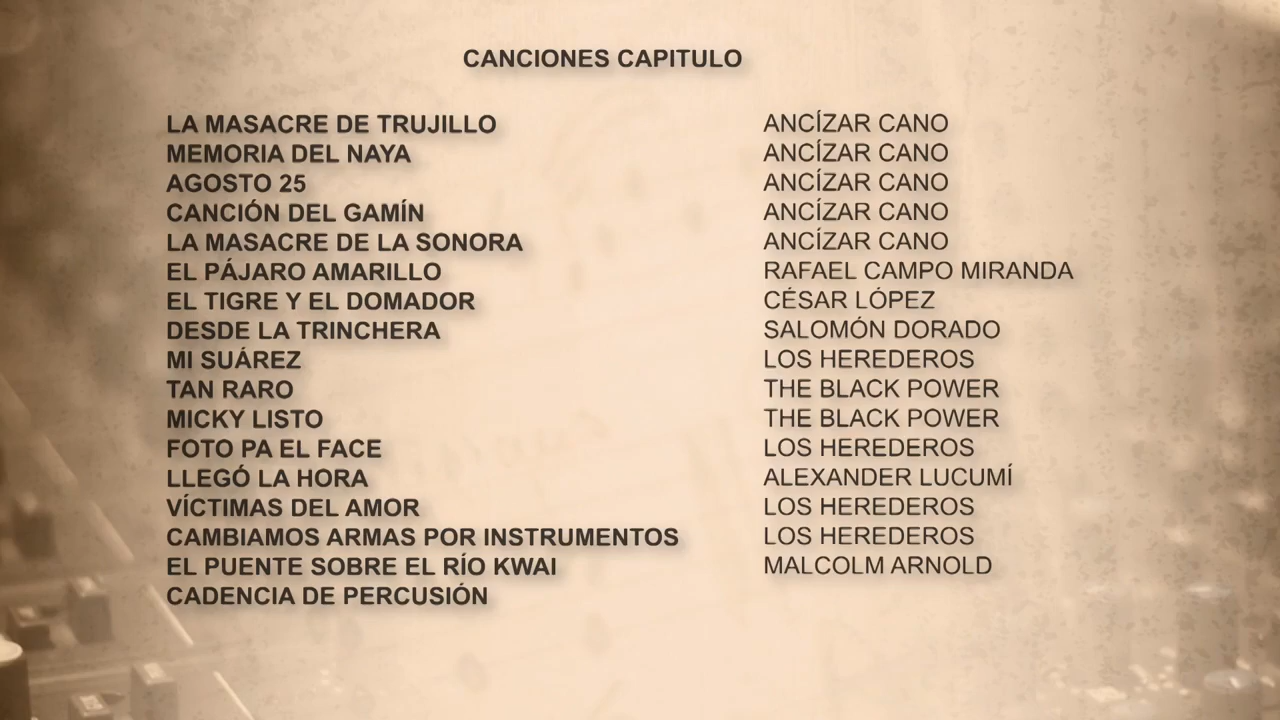 CANCIONES CAPITULO
LA MASACRE DE TRUJILLO ANCÍZAR CANO
MEMORIA DEL NAYA ANCÍZAR CANO
AGOSTO 25 ANCÍZAR CANO
CANCIÓN DEL GAMÍN ANCÍZAR CANO
LA MASACRE DE LA SONORA ANCÍZAR CANO
EL PÁJARO AMARILLO RAFAEL CAMPO MIRANDA
EL TIGRE Y EL DOMADOR CÉSAR LÓPEZ
DESDE LA TRINCHERA SALOMÓN DORADO
MI SUÁREZ LOS HEREDEROS
TAN RARO THE BLACK POWER
MICKY LISTO THE BLACK POWER
FOTO PA EL FACE LOS HEREDEROS
LLEGÓ LA HORA ALEXANDER LUCUMÍ
VÍCTIMAS DEL AMOR LOS HEREDEROS
CAMBIAMOS ARMAS POR INSTRUMENTOS LOS HEREDEROS
EL PUENTE SOBRE EL RÍO KWAI MALCOLM ARNOLD
CADENCIA DE PERCUSIÓN